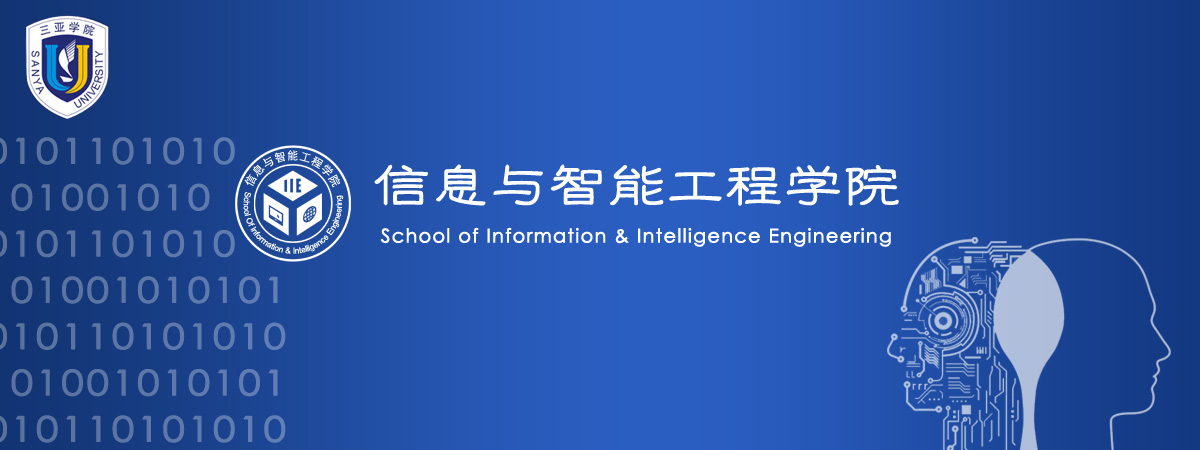 三亚学院
SANYA UNIVERSITY
0101101010
01001010
0101101010
01001010101
010110101010
01001010101
010110101010
信息与智能工程学院
IIE
School Of Information & Intelligence Engineering
信息与智能工程学院
School of Information & Intelligence Engineering